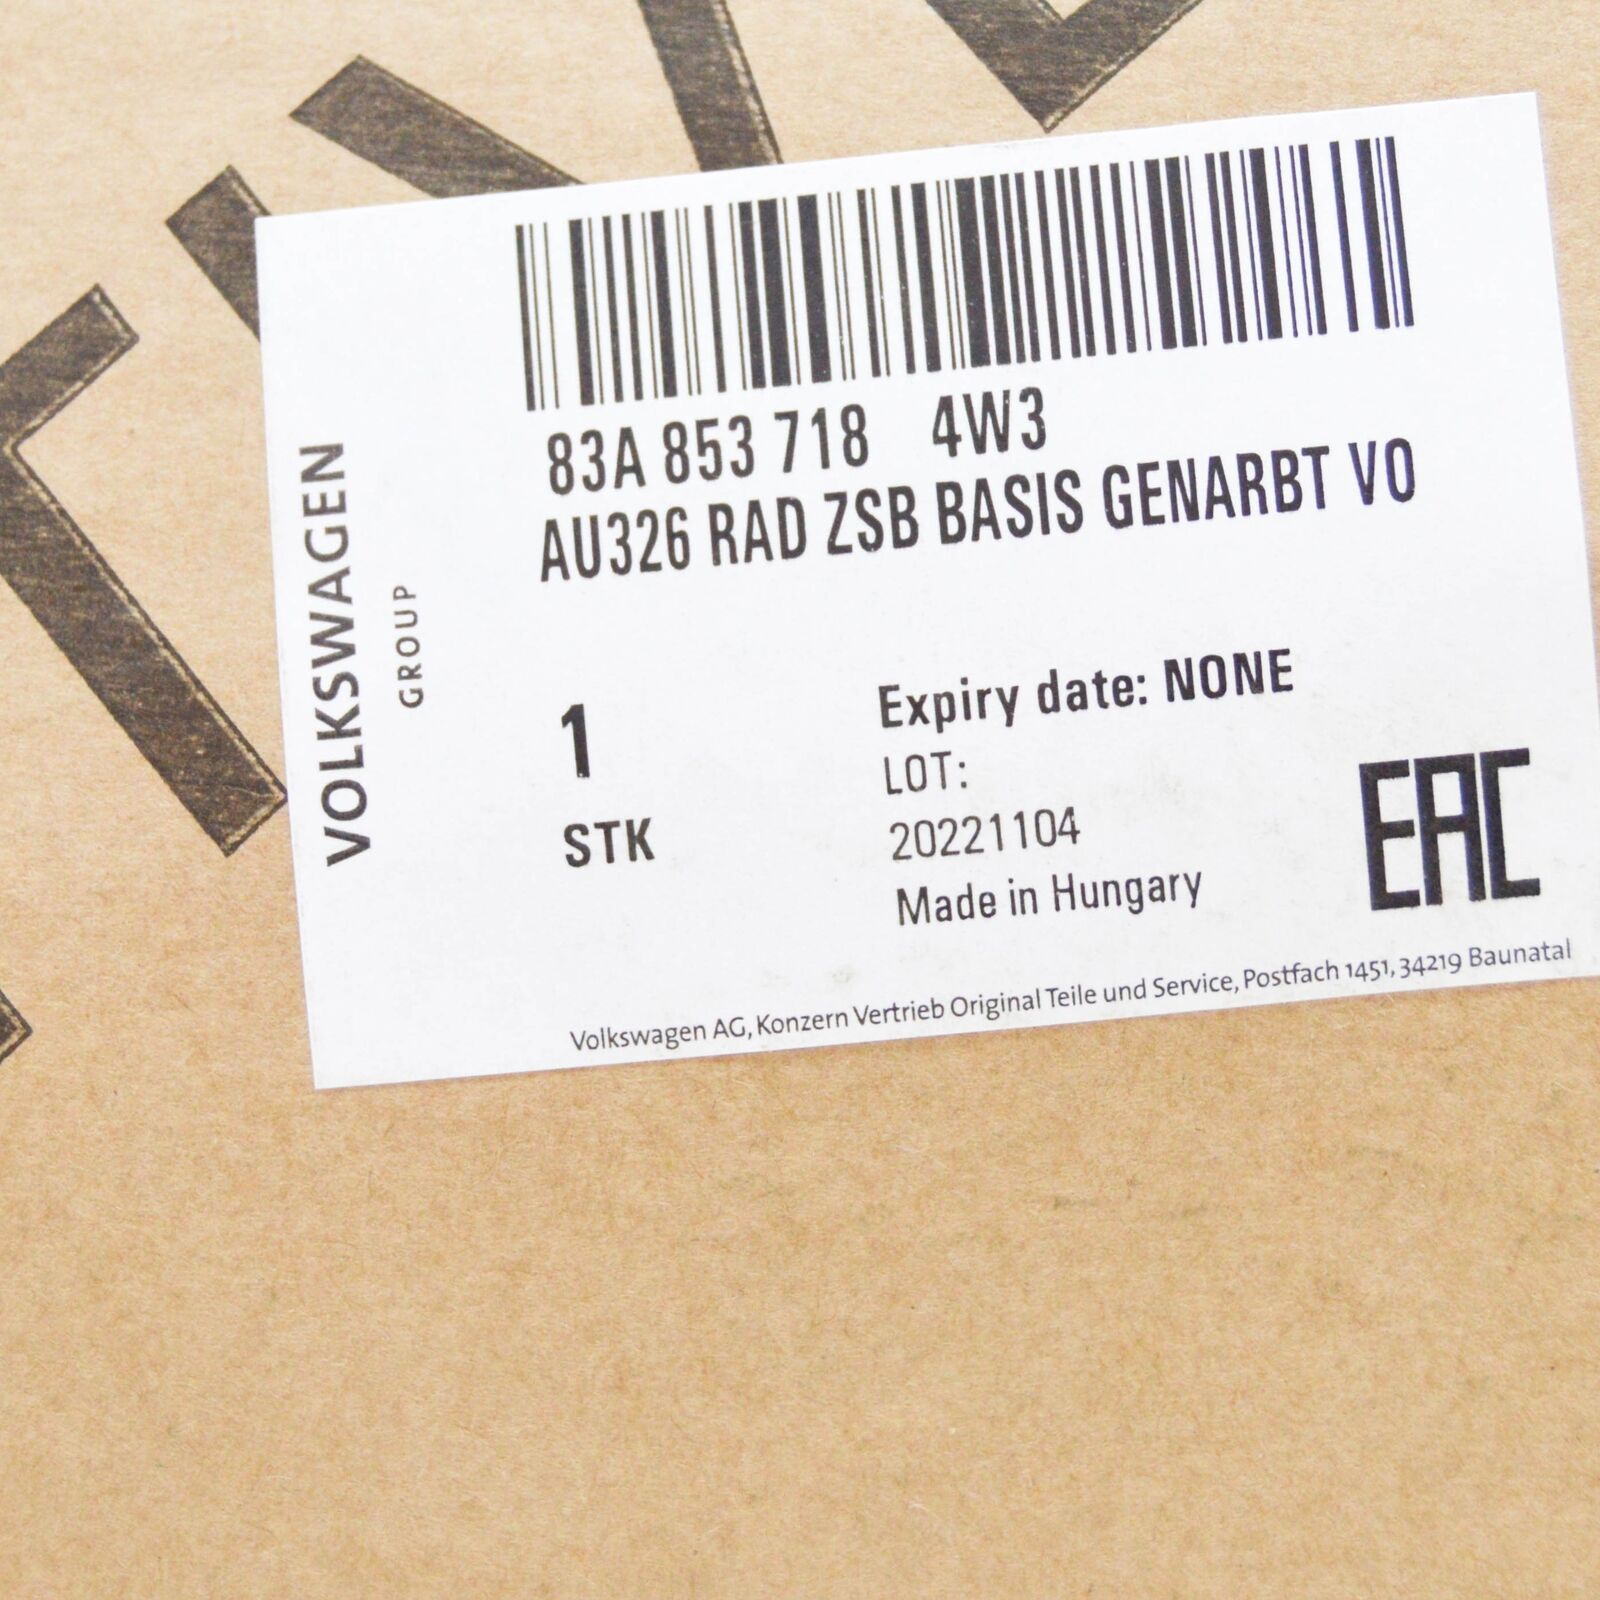 VOLKSWAGEN
GROUP
83A 853 718 4W3
AU326 RAD ZSB BASIS GENARBT VO
1
STK
Expiry date: NONE
LOT:
20221104
Made in Hungary
EAC
Volkswagen AG, Konzern Vertrieb Original Teile und Service, Postfach 1451, 34219 Baunatal